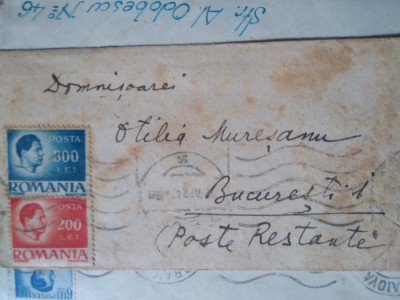 Str. Al. Odobescu Nº 46
Domnișoarei
Otilia Mureșanu
București 1
(Poste Restante)
POSTA
300
LEI
ROMANIA
POSTA
200
LEI
ROMANIA